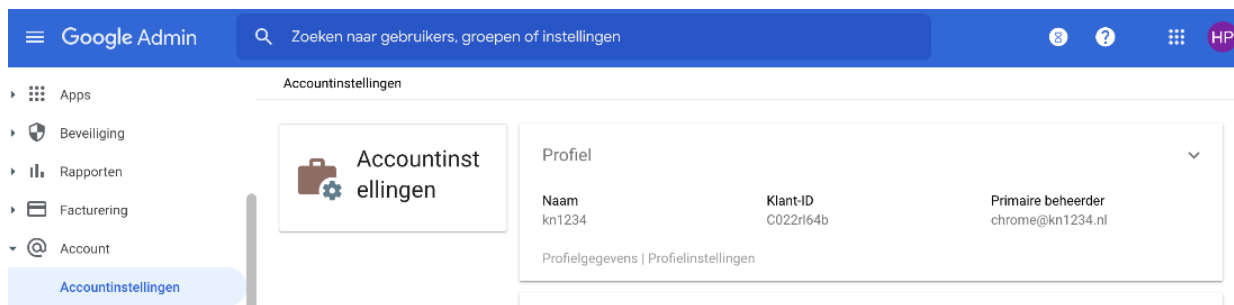 Google Admin
Zoeken naar gebruikers, groepen of instellingen
HP
Apps
Beveiliging
Rapporten
Facturering
Account
Accountinstellingen
Accountinstellingen
Accountinst
ellingen
Profiel
Naam
kn1234
Klant-ID
C022rl64b
Primaire beheerder
chrome@kn1234.nl
Profielgegevens | Profielinstellingen